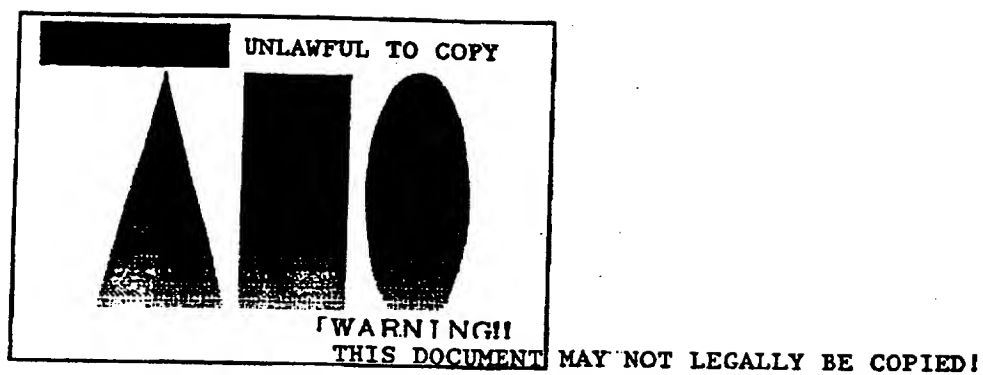 UNLAWFUL TO COPY
WARNING!!
THIS DOCUMENT MAY NOT LEGALLY BE COPIED!